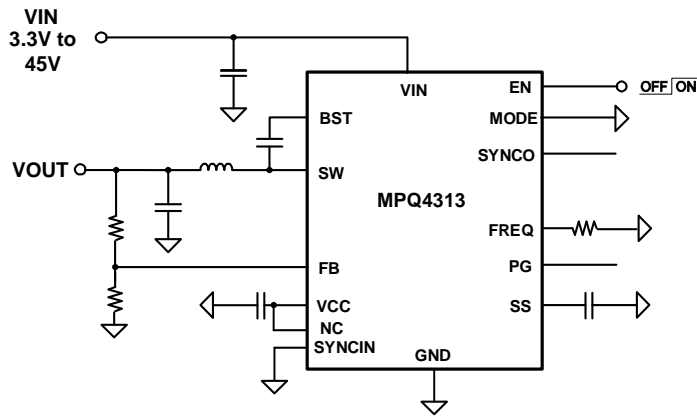 VIN
3.3V to
45V
VIN
EN
OFF ON
BST
MODE
SYNCO
VOUT
SW
MPQ4313
FREQ
FB
PG
VCC
SS
NC
SYNCIN
GND